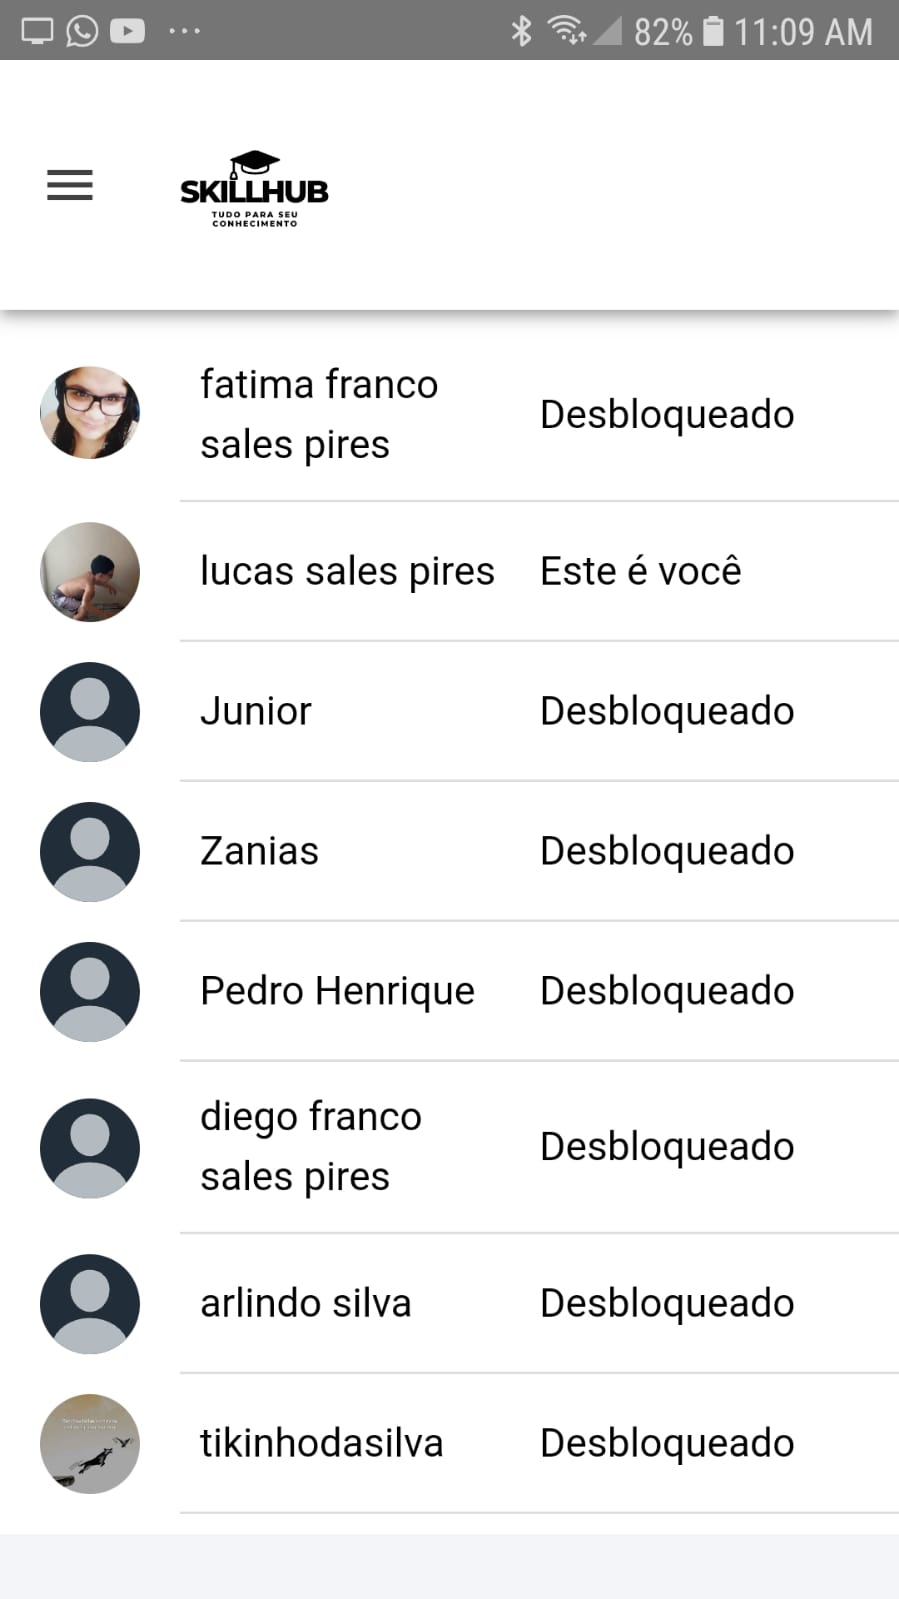 82% 11:09 AM
SKILLHUB
TUDO PARA SEU
CONHECIMENTO
fatima franco
sales pires
Desbloqueado
lucas sales pires
Este é você
Junior
Desbloqueado
Zanias
Desbloqueado
Pedro Henrique
Desbloqueado
diego franco
sales pires
Desbloqueado
arlindo silva
Desbloqueado
tikinhodasilva
Desbloqueado